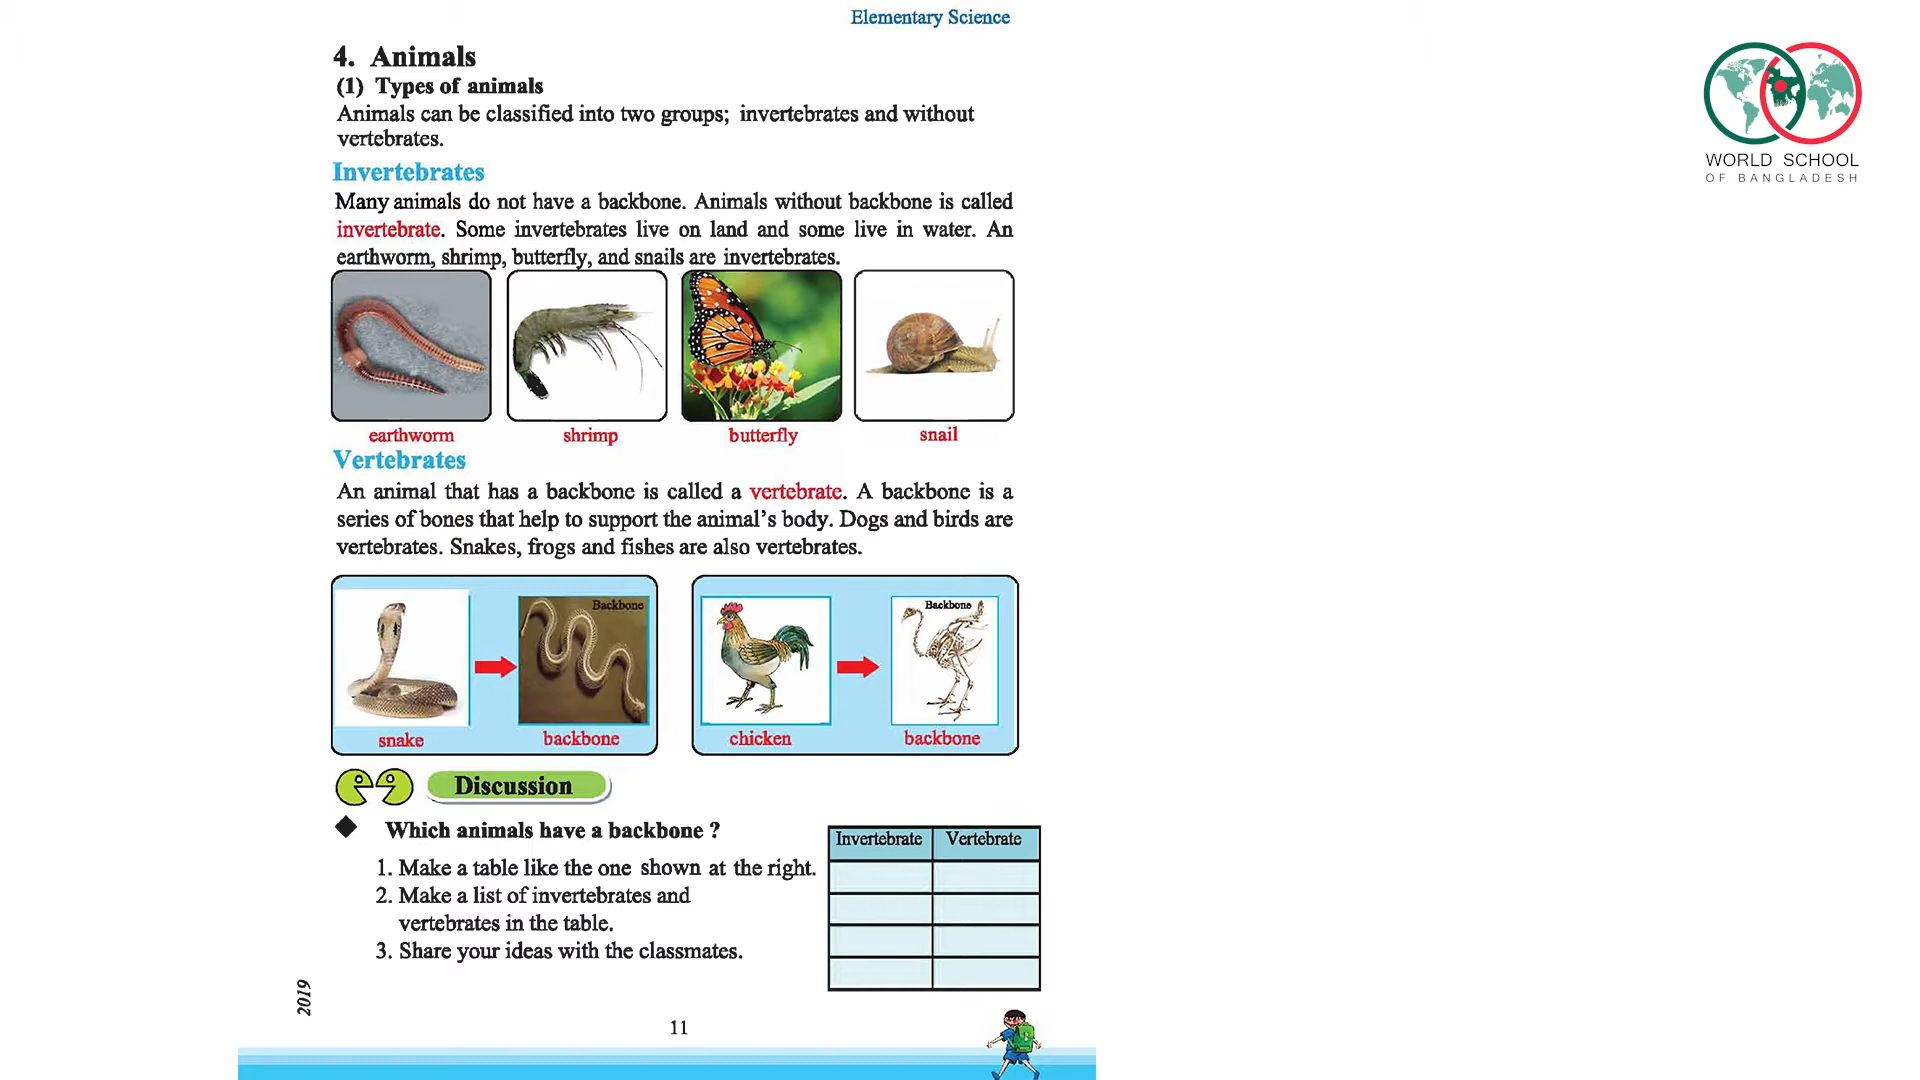 Elementary Science
4. Animals
(1) Types of animals
Animals can be classified into two groups; invertebrates and without
vertebrates.
Invertebrates
Many animals do not have a backbone. Animals without backbone is called
invertebrate. Some invertebrates live on land and some live in water. An
earthworm, shrimp, butterfly, and snails are invertebrates.
earthworm
shrimp
butterfly
snail
Vertebrates
An animal that has a backbone is called a vertebrate. A backbone is a
series of bones that help to support the animal's body. Dogs and birds are
vertebrates. Snakes, frogs and fishes are also vertebrates.
Backbone
Backbone
snake
backbone
chicken
backbone
Discussion
Which animals have a backbone ?
1. Make a table like the one shown at the right.
2. Make a list of invertebrates and
vertebrates in the table.
3. Share your ideas with the classmates.
Invertebrate Vertebrate
2019
11
WORLD SCHOOL
OF BANGLADESH